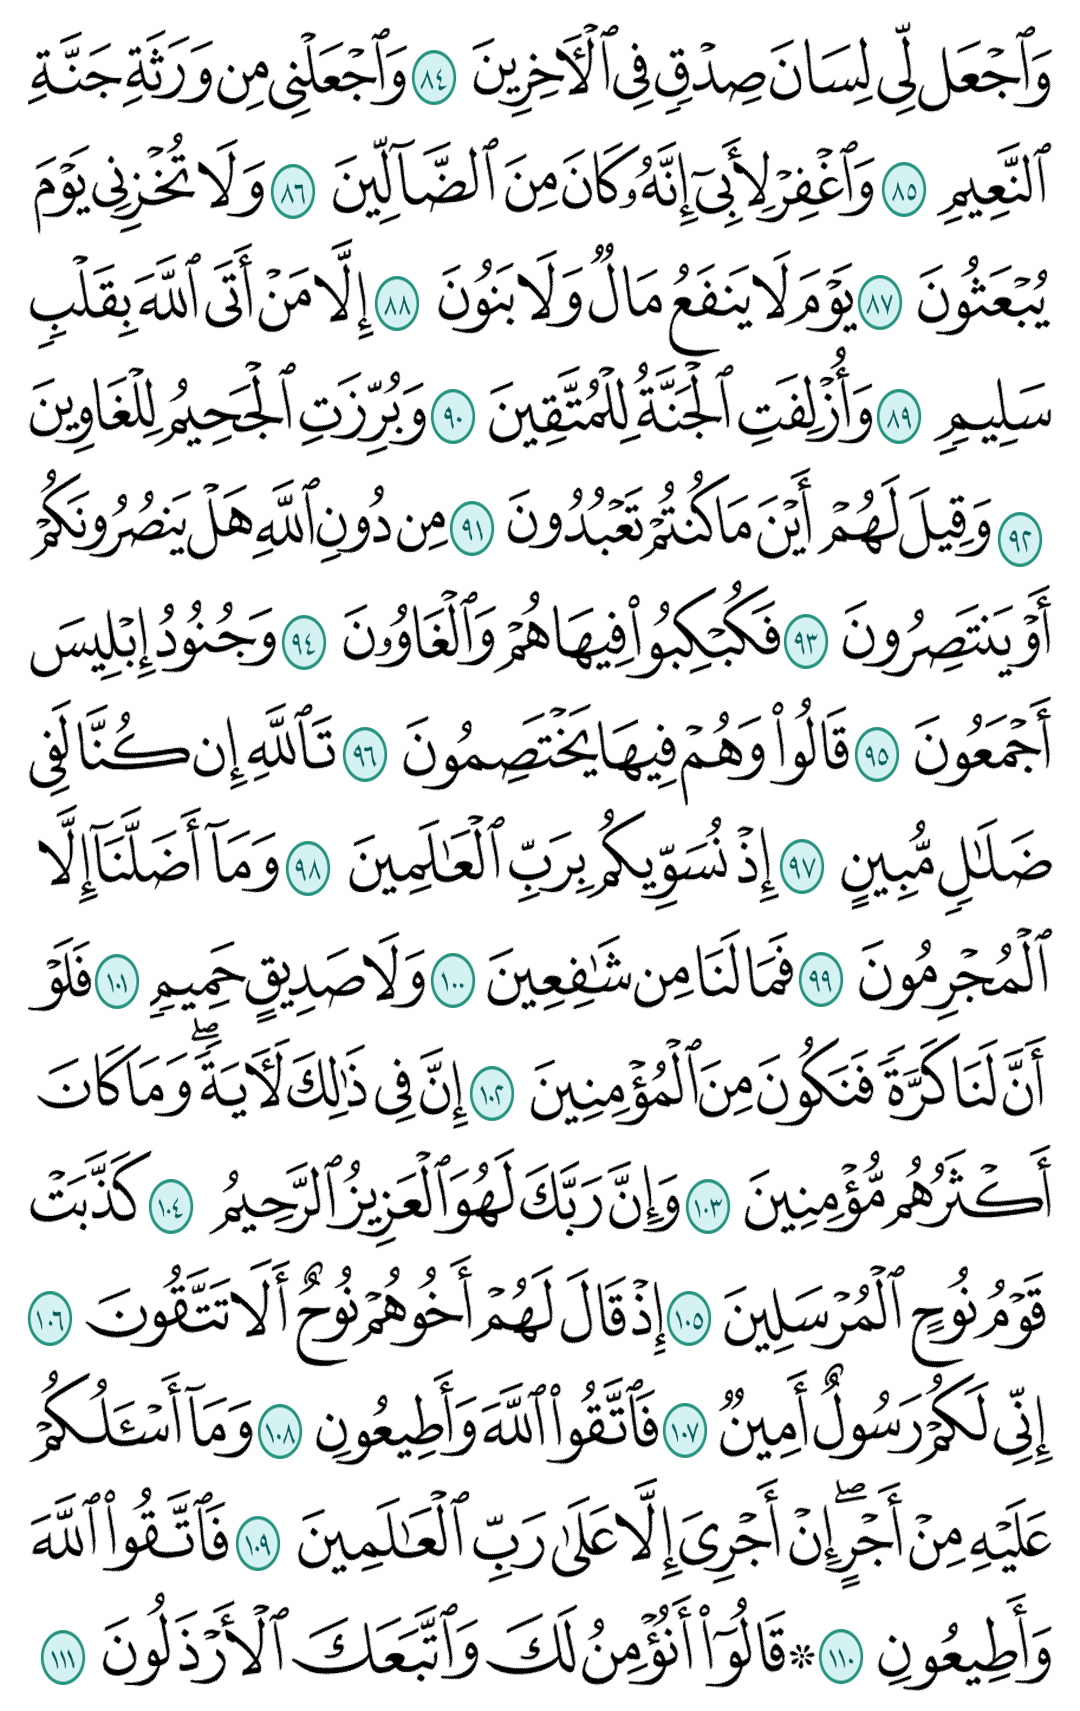 وَٱجۡعَل لِّي لِسَانَ صِدۡقٖ فِي ٱلۡأٓخِرِينَ ٨٤ وَٱجۡعَلۡنِي مِن وَرَثَةِ جَنَّةِ
ٱلنَّعِيمِ ٨٥ وَٱغۡفِرۡ لِأَبِيٓ إِنَّهُۥ كَانَ مِنَ ٱلضَّآلِّينَ ٨٦ وَلَا تُخۡزِنِي يَوۡمَ
يُبۡعَثُونَ ٨٧ يَوۡمَ لَا يَنفَعُ مَالٞ وَلَا بَنُونَ ٨٨ إِلَّا مَنۡ أَتَى ٱللَّهَ بِقَلۡبٖ
سَلِيمٖ ٨٩ وَأُزۡلِفَتِ ٱلۡجَنَّةُ لِلۡمُتَّقِينَ ٩٠ وَبُرِّزَتِ ٱلۡجَحِيمُ لِلۡغَاوِينَ
٩٢ وَقِيلَ لَهُمۡ أَيۡنَ مَا كُنتُمۡ تَعۡبُدُونَ ٩١ مِن دُونِ ٱللَّهِ هَلۡ يَنصُرُونَكُمۡ
أَوۡ يَنتَصِرُونَ ٩٣ فَكُبۡكِبُواْ فِيهَا هُمۡ وَٱلۡغَاوُۥنَ ٩٤ وَجُنُودُ إِبۡلِيسَ
أَجۡمَعُونَ ٩٥ قَالُواْ وَهُمۡ فِيهَا يَخۡتَصِمُونَ ٩٦ تَٱللَّهِ إِن كُنَّا لَفِي
ضَلَٰلٖ مُّبِينٍ ٩٧ إِذۡ نُسَوِّيكُم بِرَبِّ ٱلۡعَٰلَمِينَ ٩٨ وَمَآ أَضَلَّنَآ إِلَّا
ٱلۡمُجۡرِمُونَ ٩٩ فَمَا لَنَا مِن شَٰفِعِينَ ١٠٠ وَلَا صَدِيقٍ حَمِيمٖ ١٠١ فَلَوۡ
أَنَّ لَنَا كَرَّةٗ فَنَكُونَ مِنَ ٱلۡمُؤۡمِنِينَ ١٠٢ إِنَّ فِي ذَٰلِكَ لَأٓيَةٗۖ وَمَا كَانَ
أَكۡثَرُهُم مُّؤۡمِنِينَ ١٠٣ وَإِنَّ رَبَّكَ لَهُوَ ٱلۡعَزِيزُ ٱلرَّحِيمُ ١٠٤ كَذَّبَتۡ
قَوۡمُ نُوحٍ ٱلۡمُرۡسَلِينَ ١٠٥ إِذۡ قَالَ لَهُمۡ أَخُوهُمۡ نُوحٌ أَلَا تَتَّقُونَ ١٠٦
إِنِّي لَكُمۡ رَسُولٌ أَمِينٞ ١٠٧ فَٱتَّقُواْ ٱللَّهَ وَأَطِيعُونِ ١٠٨ وَمَآ أَسۡـَٔلُكُمۡ
عَلَيۡهِ مِنۡ أَجۡرٍۖ إِنۡ أَجۡرِيَ إِلَّا عَلَىٰ رَبِّ ٱلۡعَٰلَمِينَ ١٠٩ فَٱتَّقُواْ ٱللَّهَ
وَأَطِيعُونِ ١١٠ ۞ قَالُوٓاْ أَنُؤۡمِنُ لَكَ وَٱتَّبَعَكَ ٱلۡأَرۡذَلُونَ ١١١